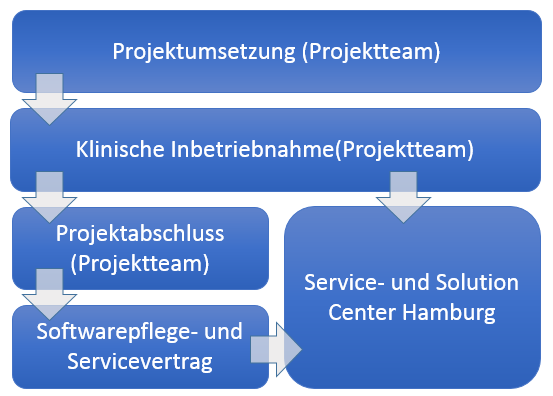 Projektumsetzung (Projektteam)
Klinische Inbetriebnahme(Projektteam)
Projektabschluss
(Projektteam)
Service- und Solution
Center Hamburg
Softwarepflege- und
Servicevertrag